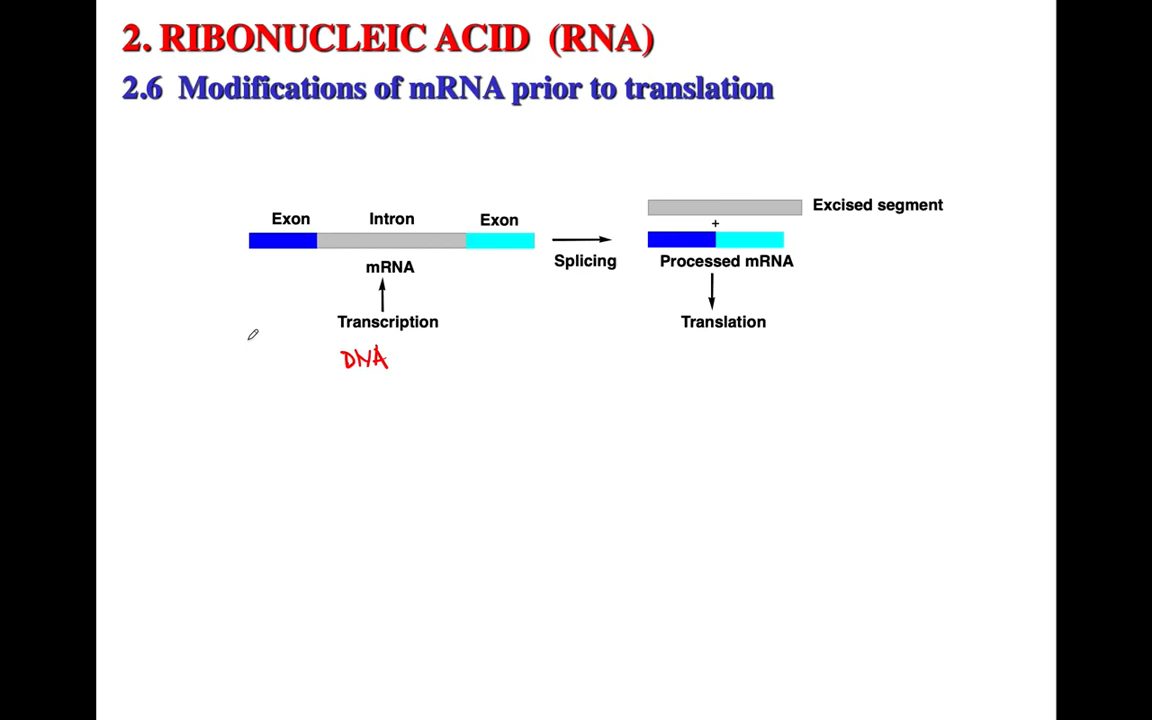 2. RIBONUCLEIC ACID (RNA)
2.6 Modifications of mRNA prior to translation
Exon Intron Exon
mRNA
Transcription
DNA
Splicing
Excised segment
+
Processed mRNA
Translation